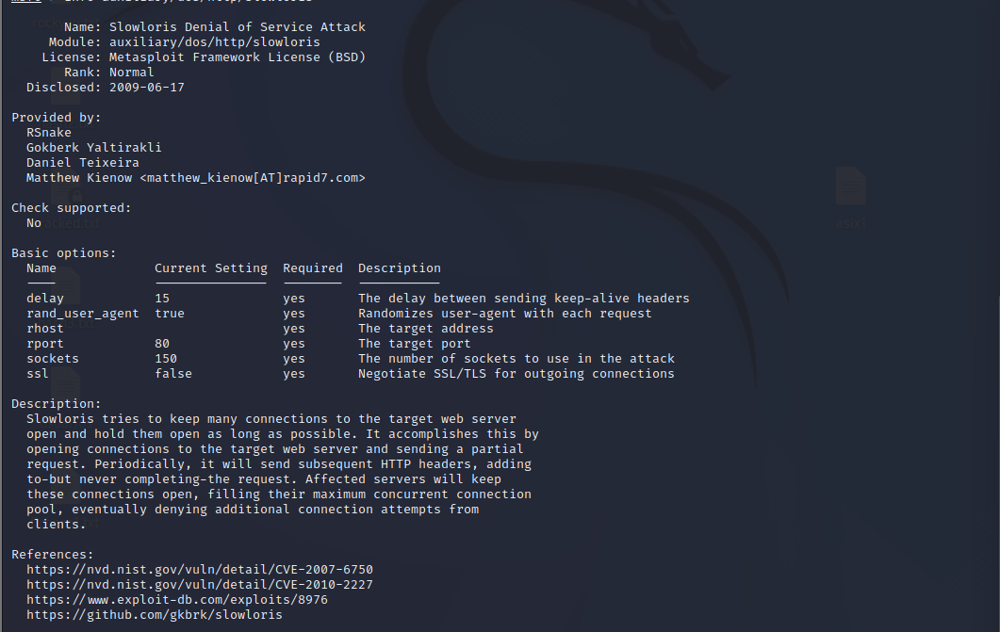 Name: Slowloris Denial of Service Attack
Module: auxiliary/dos/http/slowloris
License: Metasploit Framework License (BSD)
Rank: Normal
Disclosed: 2009-06-17
Provided by:
RSnake
Gokberk Yaltirakli
Daniel Teixeira
Matthew Kienow <matthew_kienow[AT]rapid7.com>
Check supported:
No
Basic options:
Name Current Setting Required Description
delay 15 yes The delay between sending keep-alive headers
rand_user_agent true yes Randomizes user-agent with each request
rhost yes The target address
rport 80 yes The target port
sockets 150 yes The number of sockets to use in the attack
ssl false yes Negotiate SSL/TLS for outgoing connections
Description:
Slowloris tries to keep many connections to the target web server
open and hold them open as long as possible. It accomplishes this by
opening connections to the target web server and sending a partial
request. Periodically, it will send subsequent HTTP headers, adding
to-but never completing-the request. Affected servers will keep
these connections open, filling their maximum concurrent connection
pool, eventually denying additional connection attempts from
clients.
References:
https://nvd.nist.gov/vuln/detail/CVE-2007-6750
https://nvd.nist.gov/vuln/detail/CVE-2010-2227
https://www.exploit-db.com/exploits/8976
https://github.com/gkbrk/slowloris